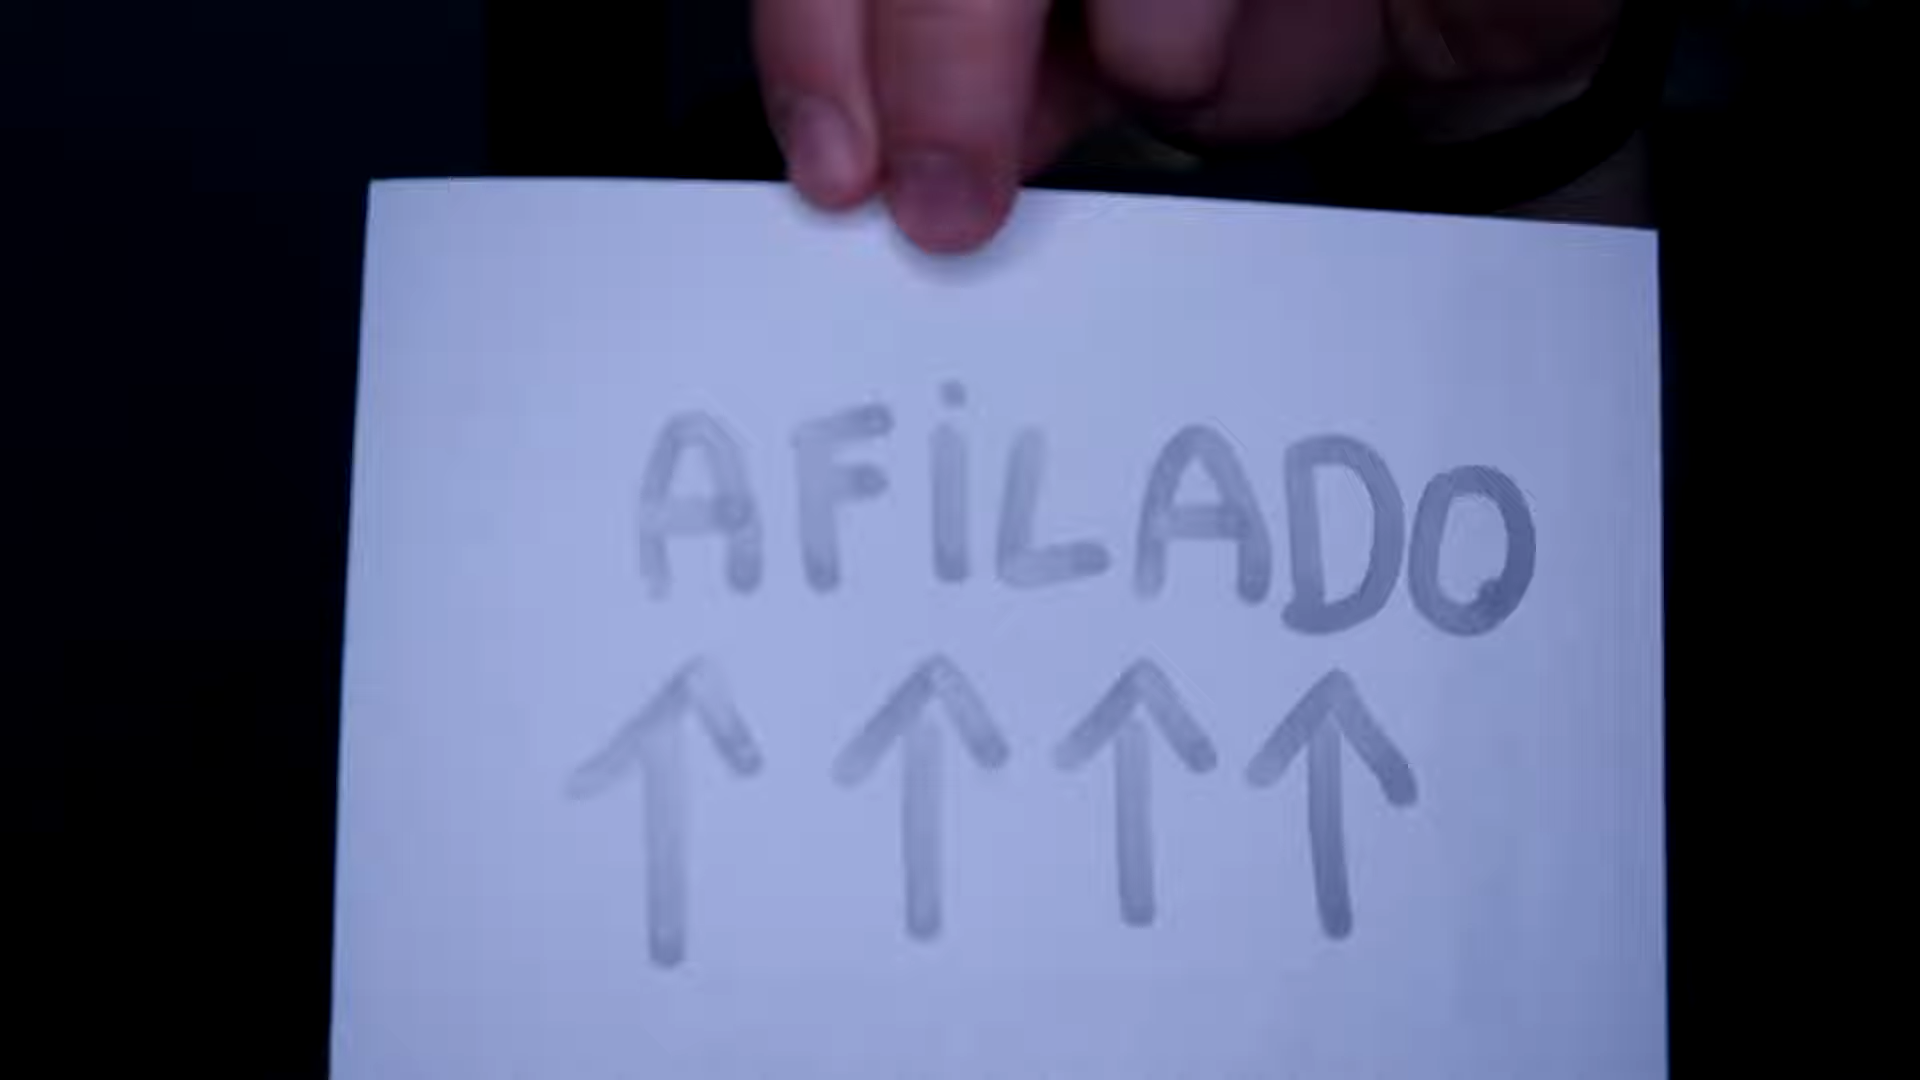 AFiLADO
↑ ↑ ↑ ↑